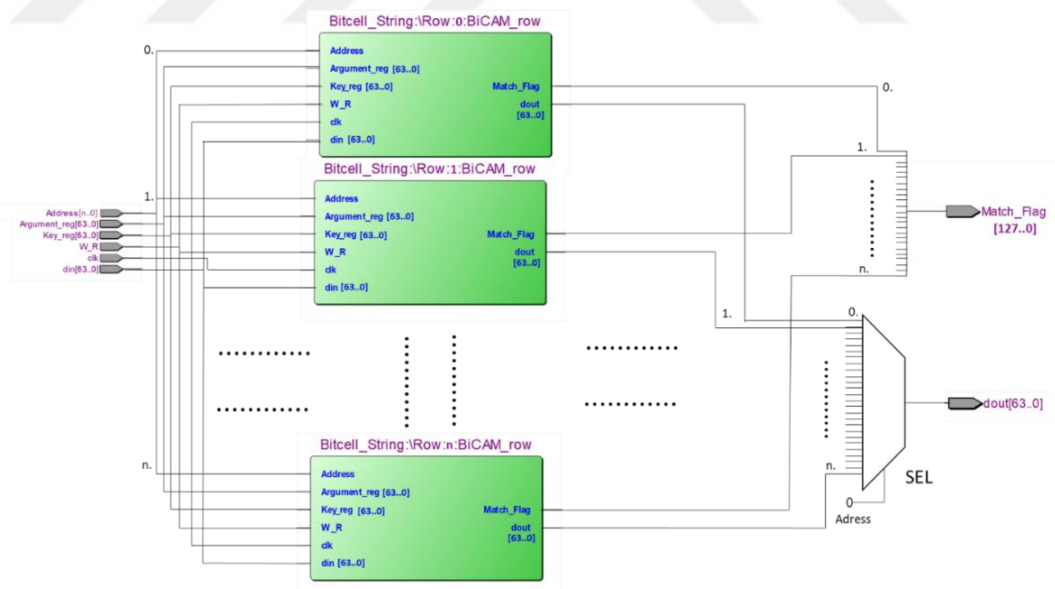 Bitcell_String:\Row:0:BiCAM_row
0.
Address
Argument_reg [63..0]
Key_reg [63..0]
W_R
clk
din [63..0]
Match_Flag
dout
[63..0]
0.
Bitcell_String:\Row:1:BiCAM_row
1.
Address
Argument_reg [63..0]
Key_reg [63..0]
W_R
clk
din [63..0]
Match_Flag
dout
[63..0]
1.
n.
Match_Flag
[127..0]
Address[n..0]
Argument_reg[63..0]
Key_reg[63..0]
W_R
clk
din[63..0]
1.
0.
n.
dout[63..0]
SEL
0
Adress
Bitcell_String:\Row:n:BiCAM_row
n.
Address
Argument_reg [63..0]
Key_reg [63..0]
W_R
clk
din [63..0]
Match_Flag
dout
[63..0]